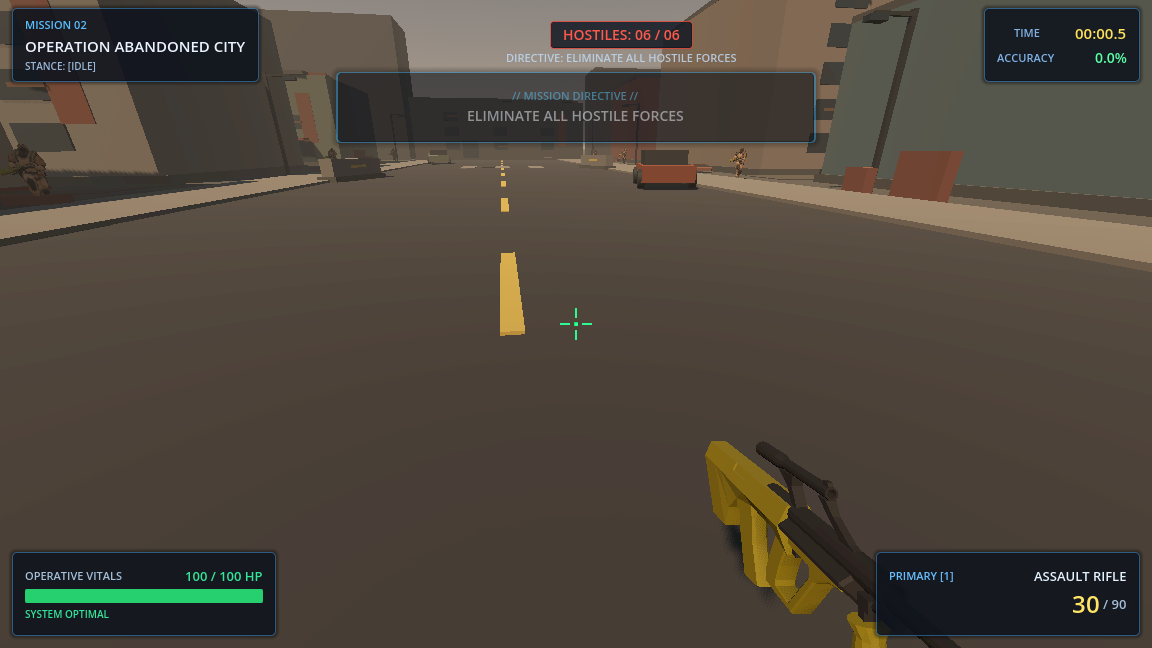 MISSION 02
OPERATION ABANDONED CITY
STANCE: [IDLE]
HOSTILES: 06 / 06
DIRECTIVE: ELIMINATE ALL HOSTILE FORCES
// MISSION DIRECTIVE //
ELIMINATE ALL HOSTILE FORCES
TIME 00:00.5
ACCURACY 0.0%
OPERATIVE VITALS 100 / 100 HP
SYSTEM OPTIMAL
PRIMARY [1] ASSAULT RIFLE
30 / 90